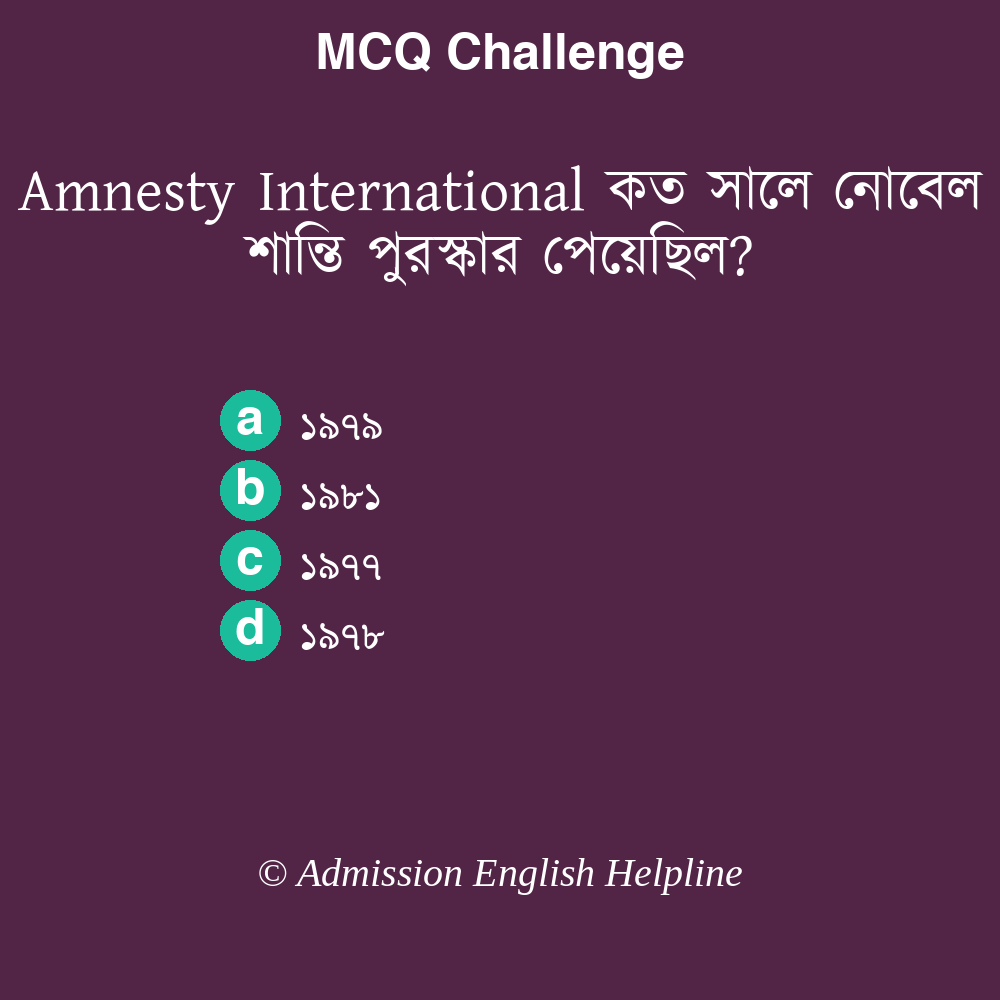 MCQ Challenge
Amnesty International কত সালে নোবেল
শান্তি পুরস্কার পেয়েছিল?
a ১৯৭৯
b ১৯৮১
c ১৯৭৭
d ১৯৭৮
© Admission English Helpline